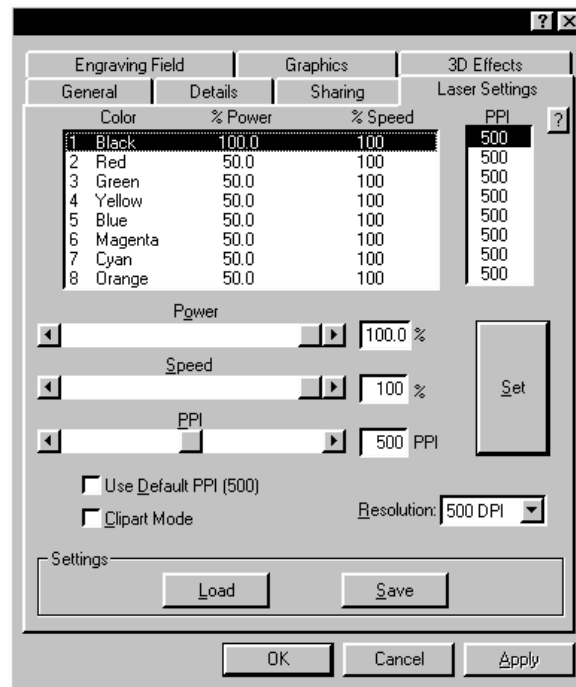 ? X
Engraving Field Graphics 3D Effects
General Details Sharing Laser Settings
Color % Power % Speed PPI ?
1 Black 100.0 100 500
2 Red 50.0 100 500
3 Green 50.0 100 500
4 Yellow 50.0 100 500
5 Blue 50.0 100 500
6 Magenta 50.0 100 500
7 Cyan 50.0 100 500
8 Orange 50.0 100 500
Power
100.0 %
Speed
100 %
Set
PPI
500 PPI
Use Default PPI (500)
Clipart Mode
Resolution: 500 DPI
Settings
Load Save
OK Cancel Apply